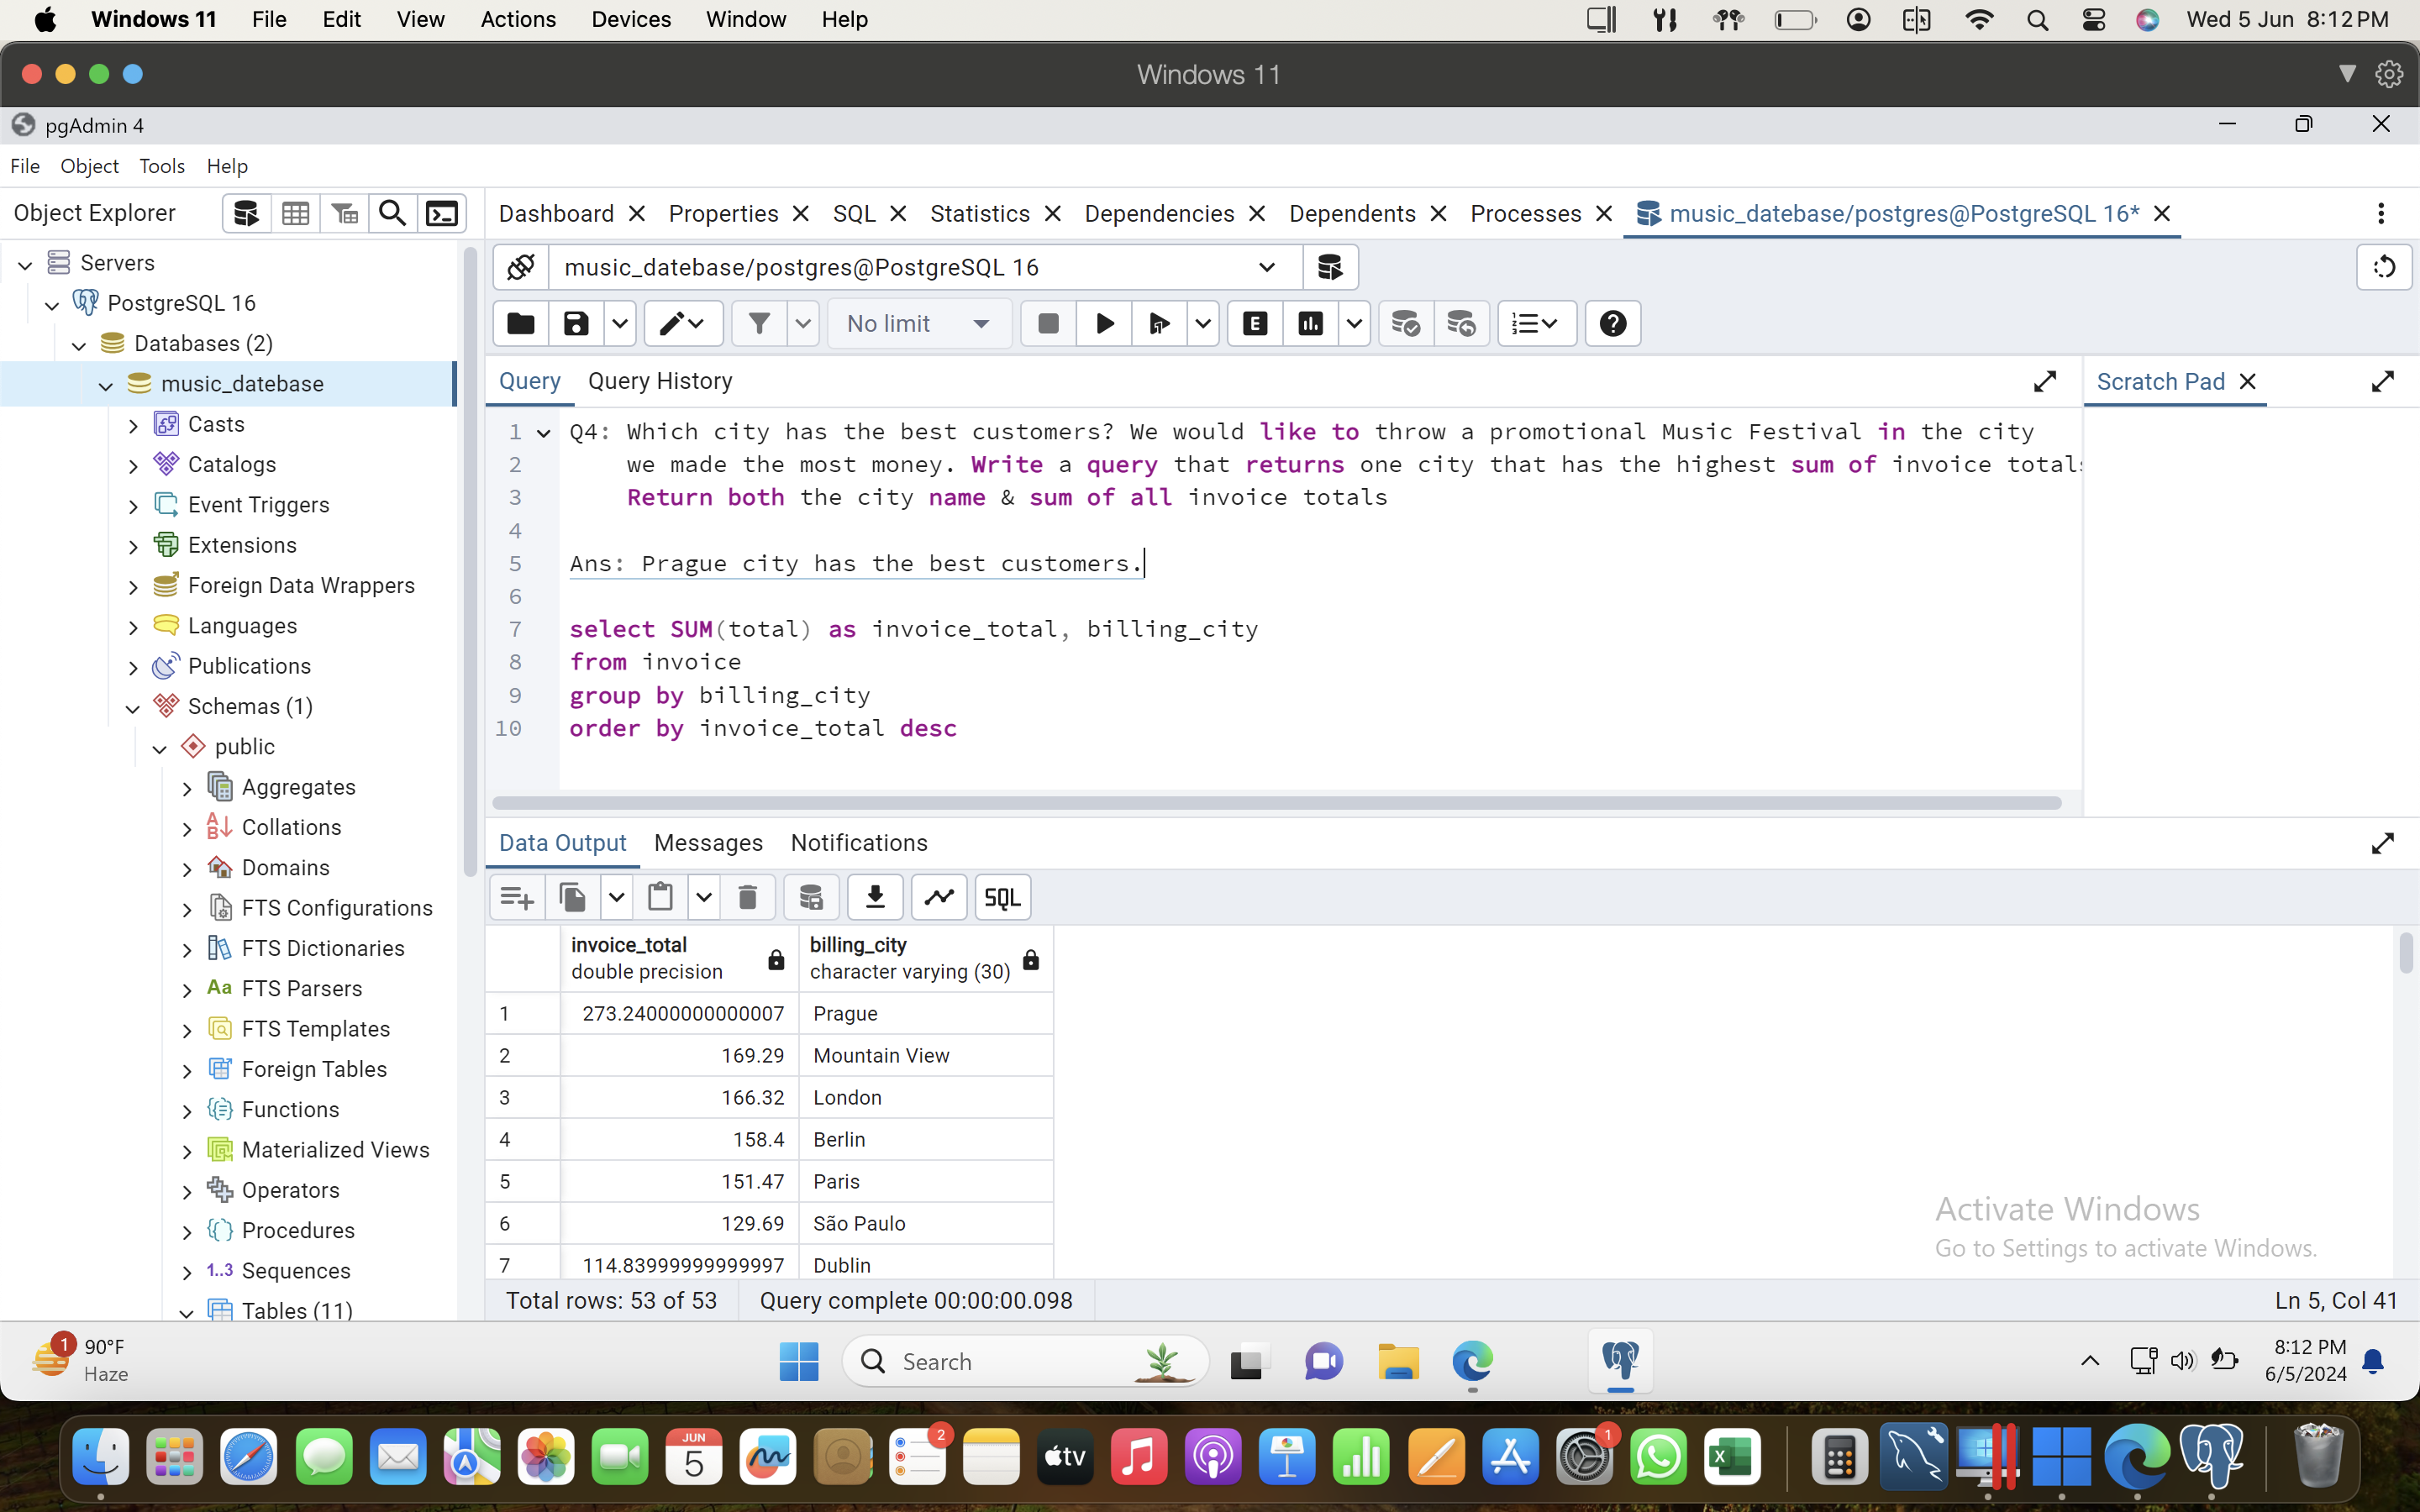 Windows 11 File Edit View Actions Devices Window Help Wed 5 Jun 8:12 PM
Windows 11
pgAdmin 4
File Object Tools Help
Object Explorer
Dashboard Properties SQL Statistics Dependencies Dependents Processes music_datebase/postgres@PostgreSQL 16*
Servers
PostgreSQL 16
Databases (2)
music_datebase
Casts
Catalogs
Event Triggers
Extensions
Foreign Data Wrappers
Languages
Publications
Schemas (1)
public
Aggregates
Collations
Domains
FTS Configurations
FTS Dictionaries
Aa FTS Parsers
FTS Templates
Foreign Tables
Functions
Materialized Views
Operators
Procedures
1..3 Sequences
Tables (11)
music_datebase/postgres@PostgreSQL 16
No limit
E
Query Query History
Scratch Pad
1 Q4: Which city has the best customers? We would like to throw a promotional Music Festival in the city
2 we made the most money. Write a query that returns one city that has the highest sum of invoice total
3 Return both the city name & sum of all invoice totals
4
5 Ans: Prague city has the best customers.
6
7 select SUM(total) as invoice_total, billing_city
8 from invoice
9 group by billing_city
10 order by invoice_total desc
Data Output Messages Notifications
SQL
invoice_total billing_city
double precision character varying (30)
1 273.24000000000007 Prague
2 169.29 Mountain View
3 166.32 London
4 158.4 Berlin
5 151.47 Paris
6 129.69 São Paulo
7 114.83999999999997 Dublin
Activate Windows
Go to Settings to activate Windows.
Total rows: 53 of 53 Query complete 00:00:00.098 Ln 5, Col 41
1 90°F
Haze
Search
8:12 PM
6/5/2024
JUN
5
2
tv
1
X